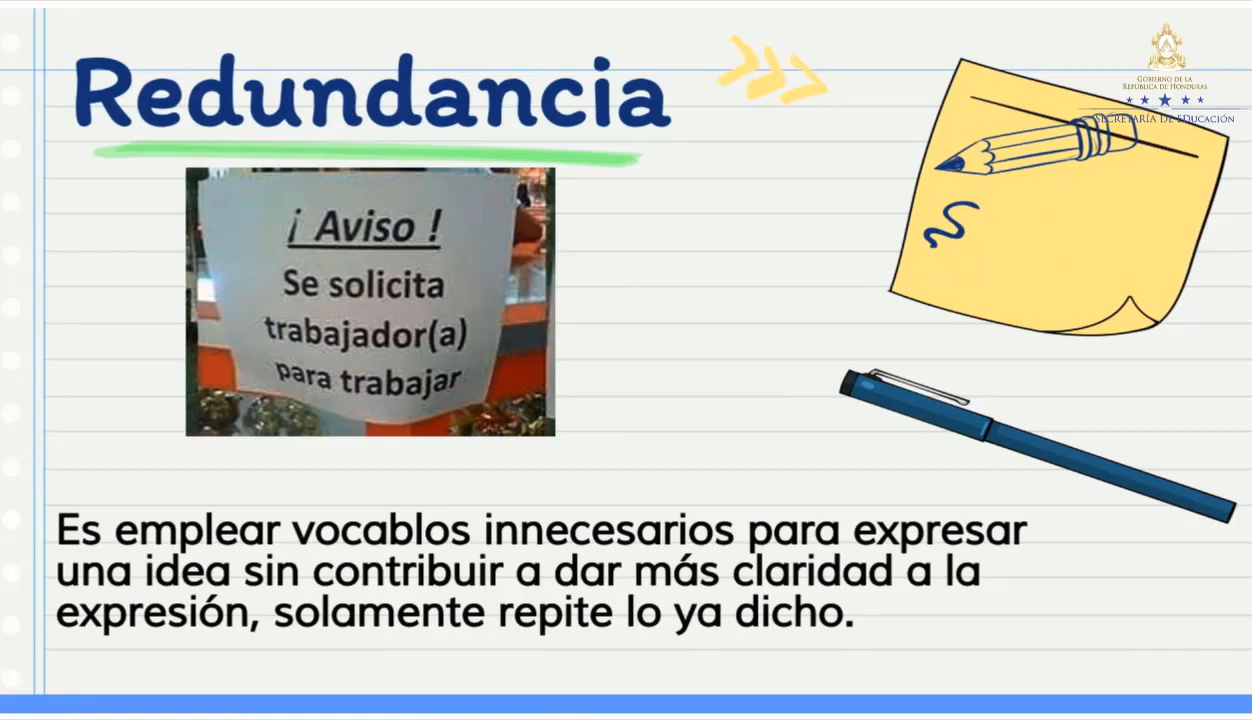 Redundancia
GOBIERNO DE LA
REPÚBLICA DE HONDURAS
SECRETARÍA DE EDUCACIÓN
¡ Aviso !
Se solicita
trabajador(a)
para trabajar
Es emplear vocablos innecesarios para expresar
una idea sin contribuir a dar más claridad a la
expresión, solamente repite lo ya dicho.